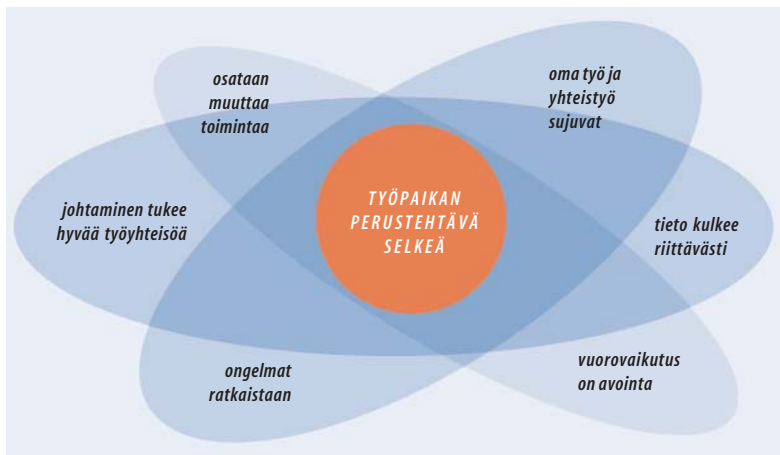 osataan
muuttaa
toimintaa
oma työ ja
yhteistyö
sujuvat
johtaminen tukee
hyvää työyhteisöä
TYÖPAIKAN
PERUSTEHTÄVÄ
SELKEÄ
tieto kulkee
riittävästi
ongelmat
ratkaistaan
vuorovaikutus
on avointa